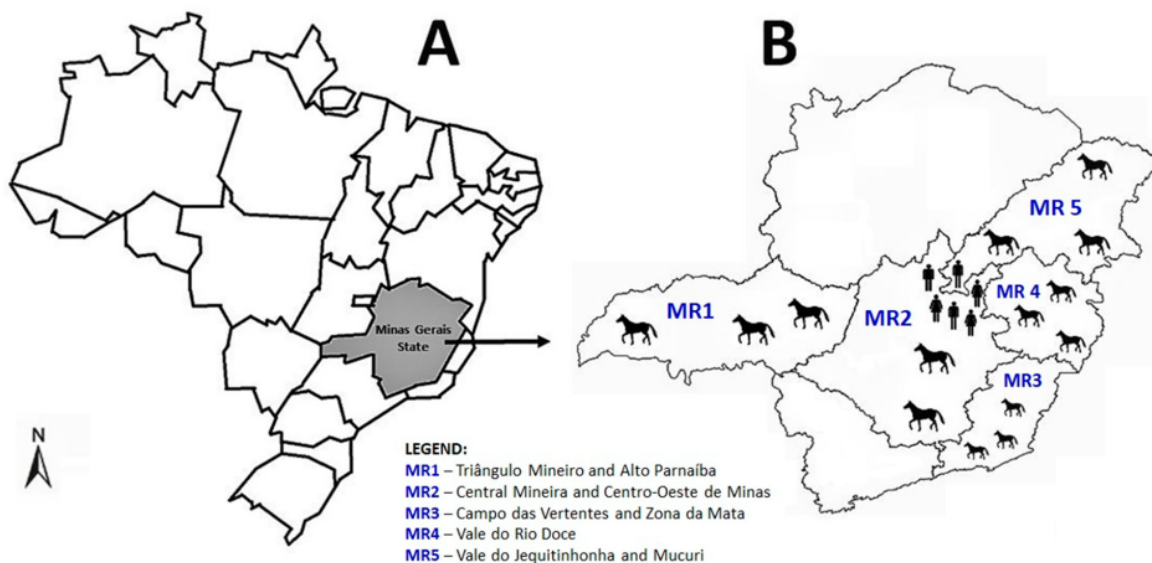 A
B
Minas Gerais
State
N
MR 5
MR 4
MR1
MR2
MR3
LEGEND:
MR1 – Triângulo Mineiro and Alto Parnaíba
MR2 – Central Mineira and Centro-Oeste de Minas
MR3 – Campo das Vertentes and Zona da Mata
MR4 – Vale do Rio Doce
MR5 – Vale do Jequitinhonha and Mucuri